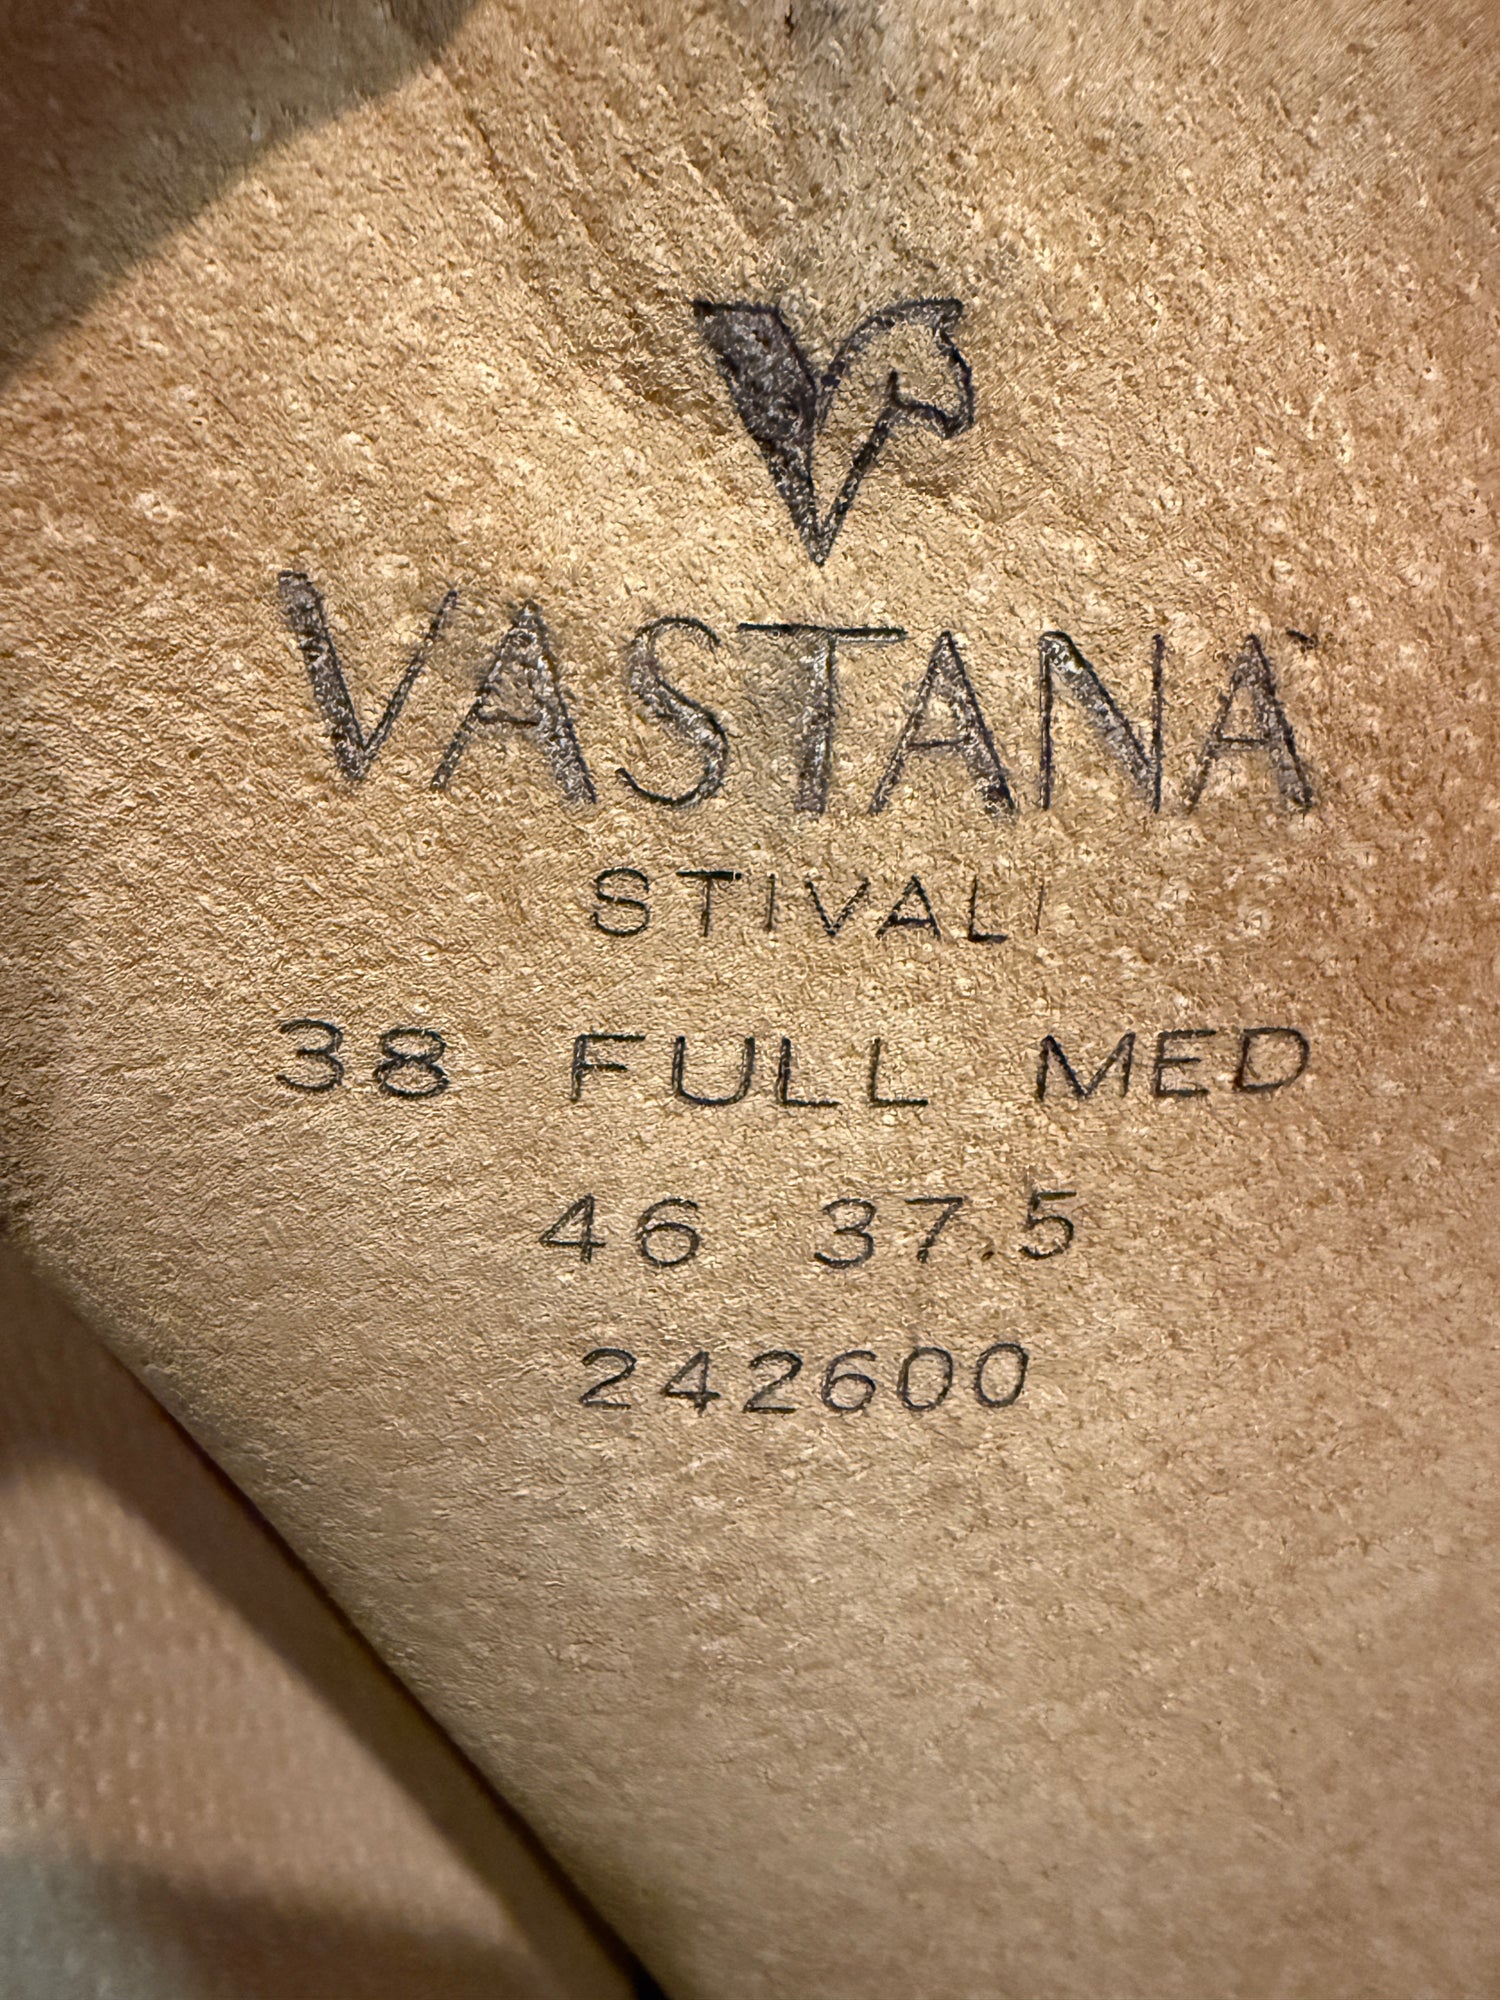 VASTANA
STIVALI
38 FULL MED
46 37.5
242600